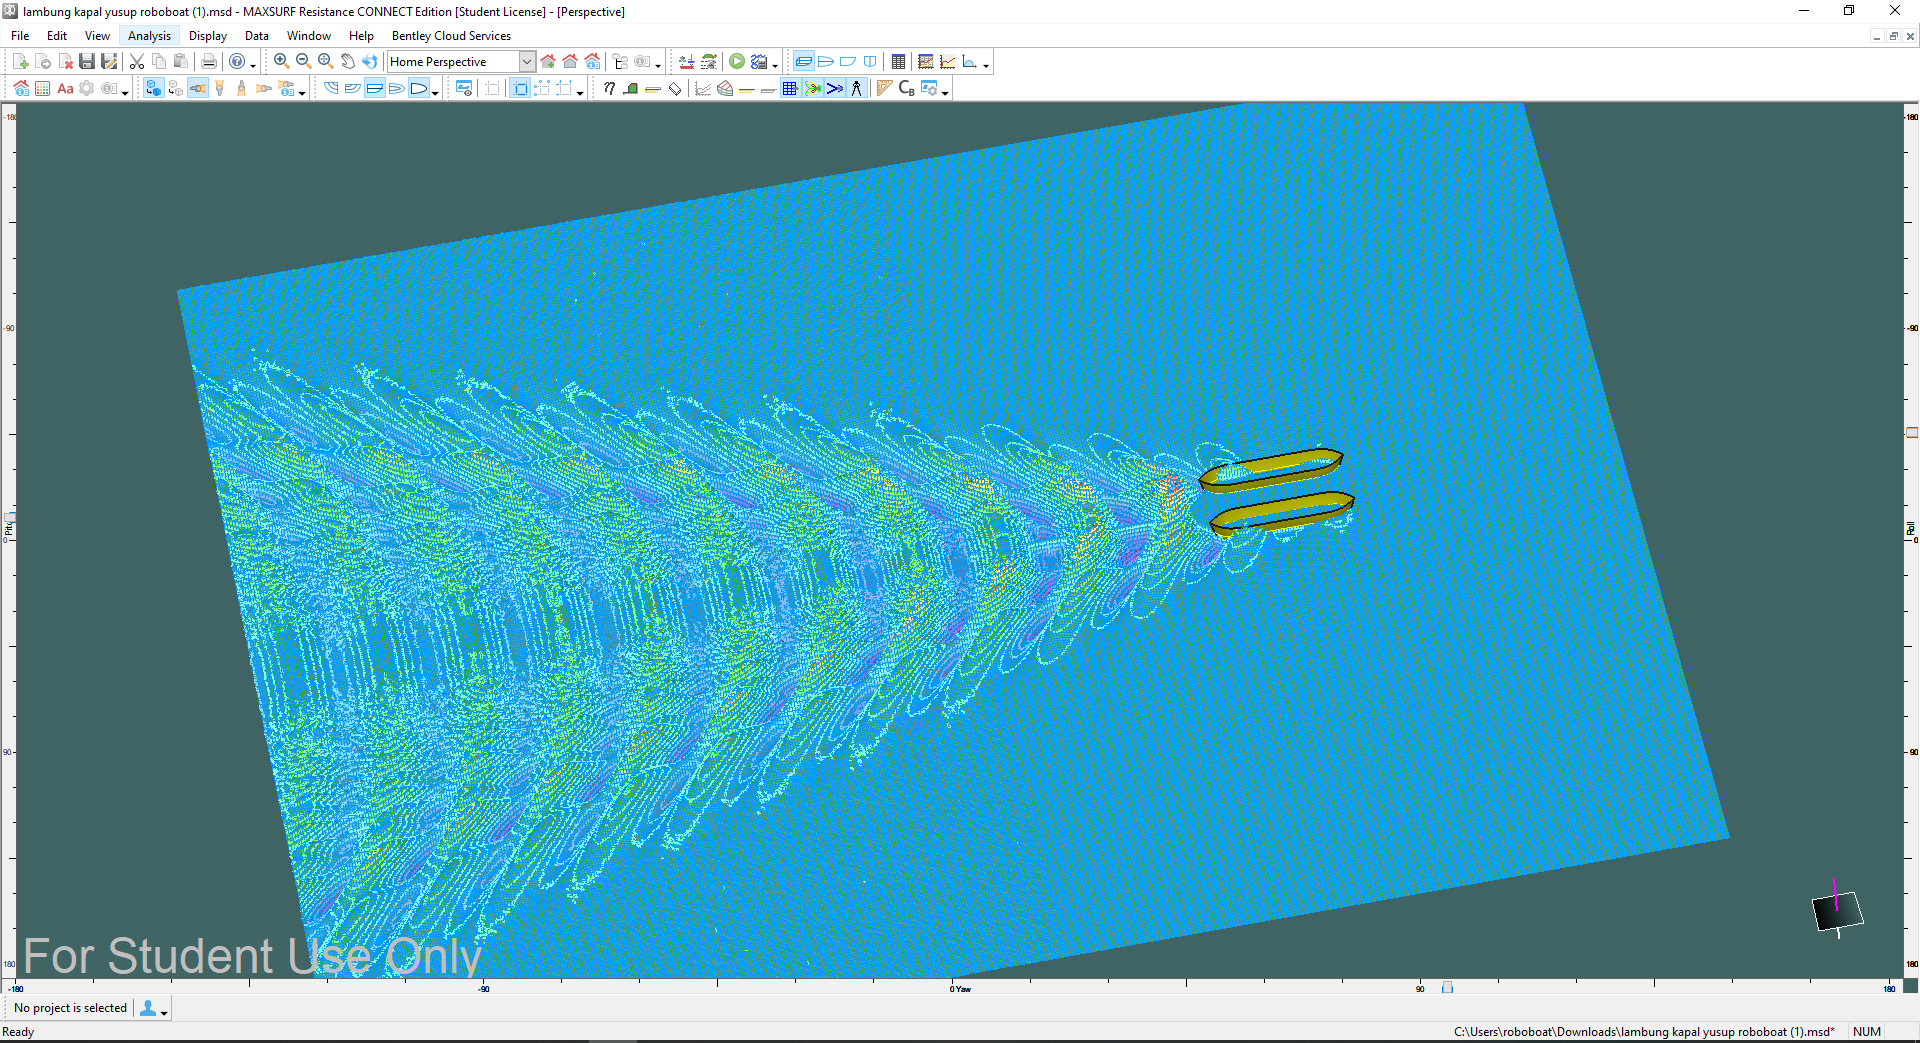 lambung kapal yusup roboboat (1).msd - MAXSURF Resistance CONNECT Edition [Student License] - [Perspective]
File Edit View Analysis Display Data Window Help Bentley Cloud Services
Home Perspective
Aa
CB
-180
-180
-90
-90
Pitch
0
Roll
0
90
90
180
180
For Student Use Only
-180 -90 0 Yaw 90 180
No project is selected
Ready
C:\Users\roboboat\Downloads\lambung kapal yusup roboboat (1).msd* NUM